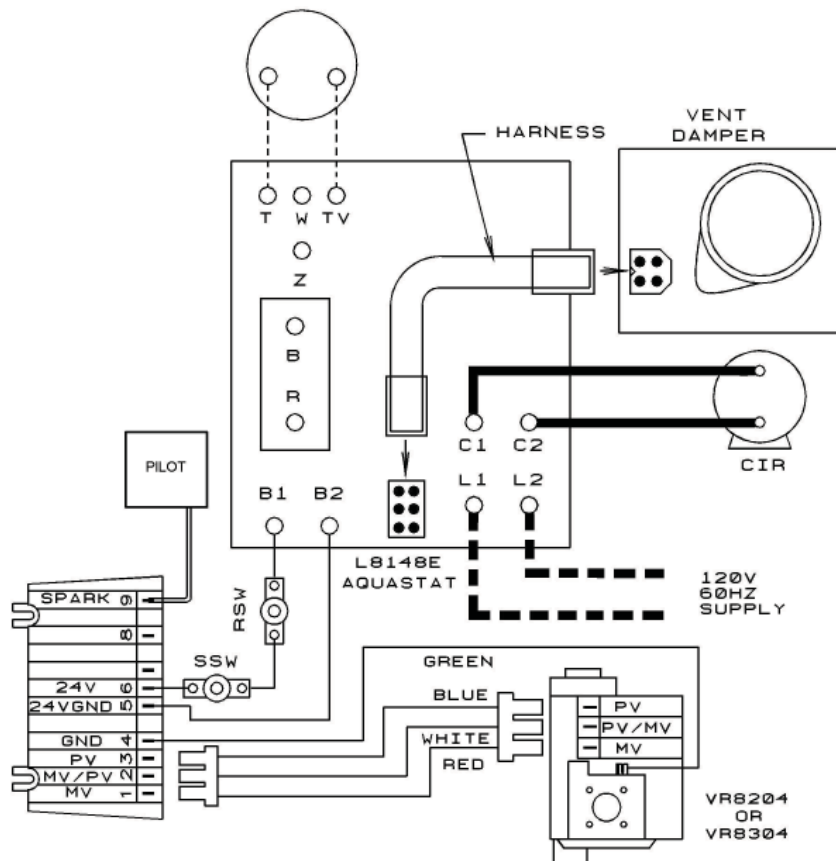 HARNESS
VENT
DAMPER
T W TV
Z
B
R
C1 C2
CIR
L1 L2
PILOT
B1 B2
L8148E
AQUASTAT
120V
60HZ
SUPPLY
RSW
SSW
SPARK 9
8
24V 6
24VGND 5
GND 4
PV 3
MV/PV 2
MV 1
GREEN
BLUE
WHITE
RED
PV
PV/MV
MV
VR8204
OR
VR8304